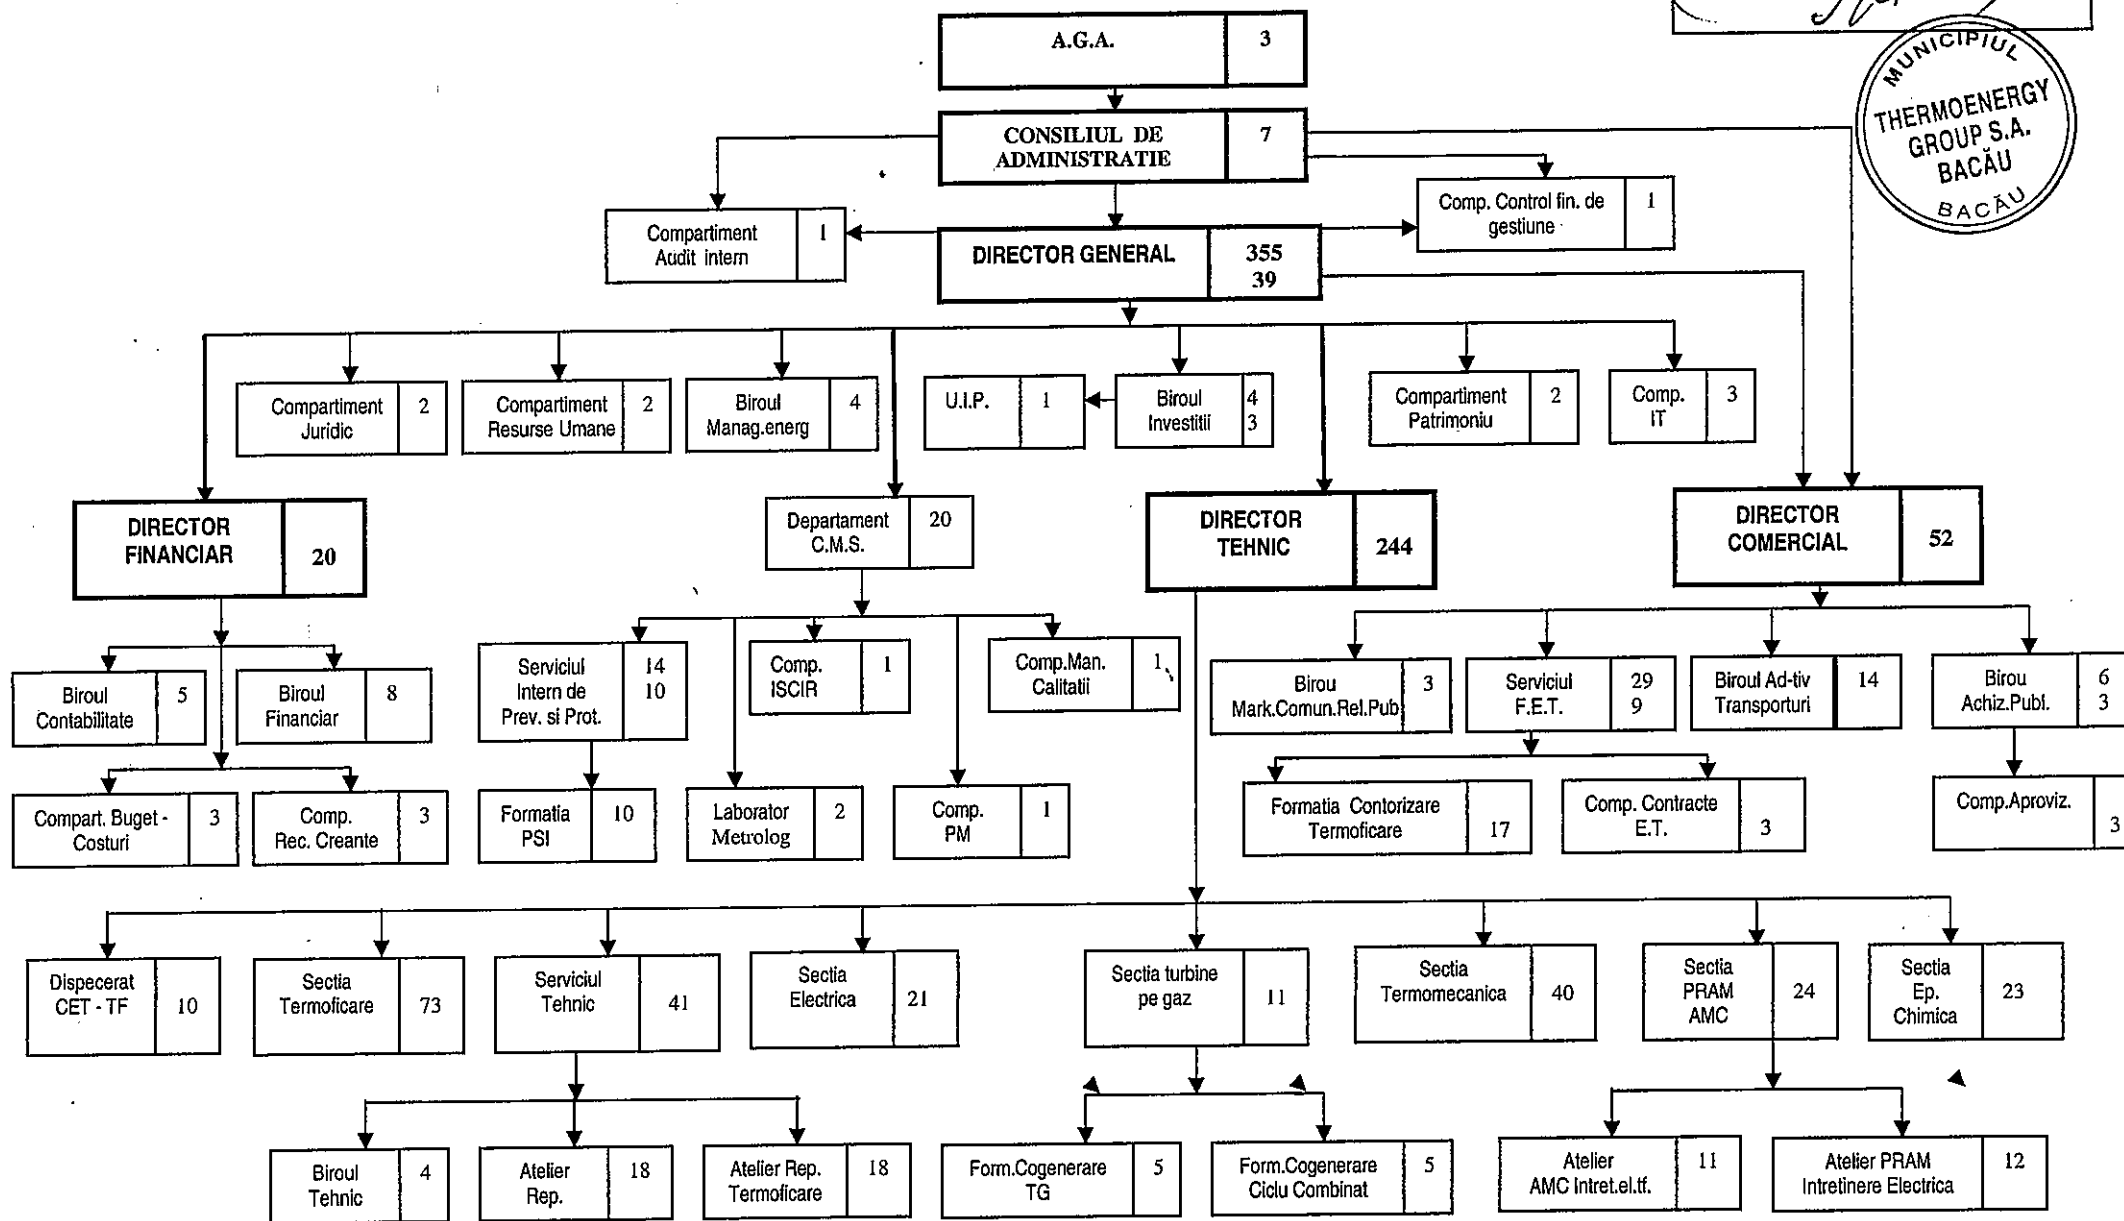 A.G.A. 3
MUNICIPIUL
THERMOENERGY
GROUP S.A.
BACĂU
BACĂU
CONSILIUL DE 7
ADMINISTRATIE
Compartiment 1
Audit intern
Comp. Control fin. de 1
gestiune
DIRECTOR GENERAL 355
39
Compartiment 2
Juridic
Compartiment 2
Resurse Umane
Biroul 4
Manag.energ
U.I.P. 1
Biroul 4
Investitii 3
Compartiment 2
Patrimoniu
Comp. 3
IT
DIRECTOR
FINANCIAR 20
Departament 20
C.M.S.
DIRECTOR
TEHNIC 244
DIRECTOR
COMERCIAL 52
Biroul 5
Contabilitate
Biroul 8
Financiar
Serviciul 14
Intern de 10
Prev. si Prot.
Comp. 1
ISCIR
Comp.Man. 1
Calitatii
Birou 3
Mark.Comun.Rel.Pub
Serviciul 29
F.E.T. 9
Biroul Ad-tiv 14
Transporturi
Birou 6
Achiz.Publ. 3
Compart. Buget - 3
Costuri
Comp. 3
Rec. Creante
Formatia 10
PSI
Laborator 2
Metrolog
Comp. 1
PM
Formatia Contorizare
Termoficare 17
Comp. Contracte
E.T. 3
Comp.Aproviz.
3
Dispecerat
CET - TF 10
Sectia
Termoficare 73
Serviciul
Tehnic 41
Sectia
Electrica 21
Sectia turbine
pe gaz 11
Sectia
Termomecanica 40
Sectia
PRAM 24
AMC
Sectia
Ep. 23
Chimica
Biroul 4
Tehnic
Atelier 18
Rep.
Atelier Rep. 18
Termoficare
Form.Cogenerare 5
TG
Form.Cogenerare 5
Ciclu Combinat
Atelier 11
AMC Intret.el.tf.
Atelier PRAM 12
Intretinere Electrica